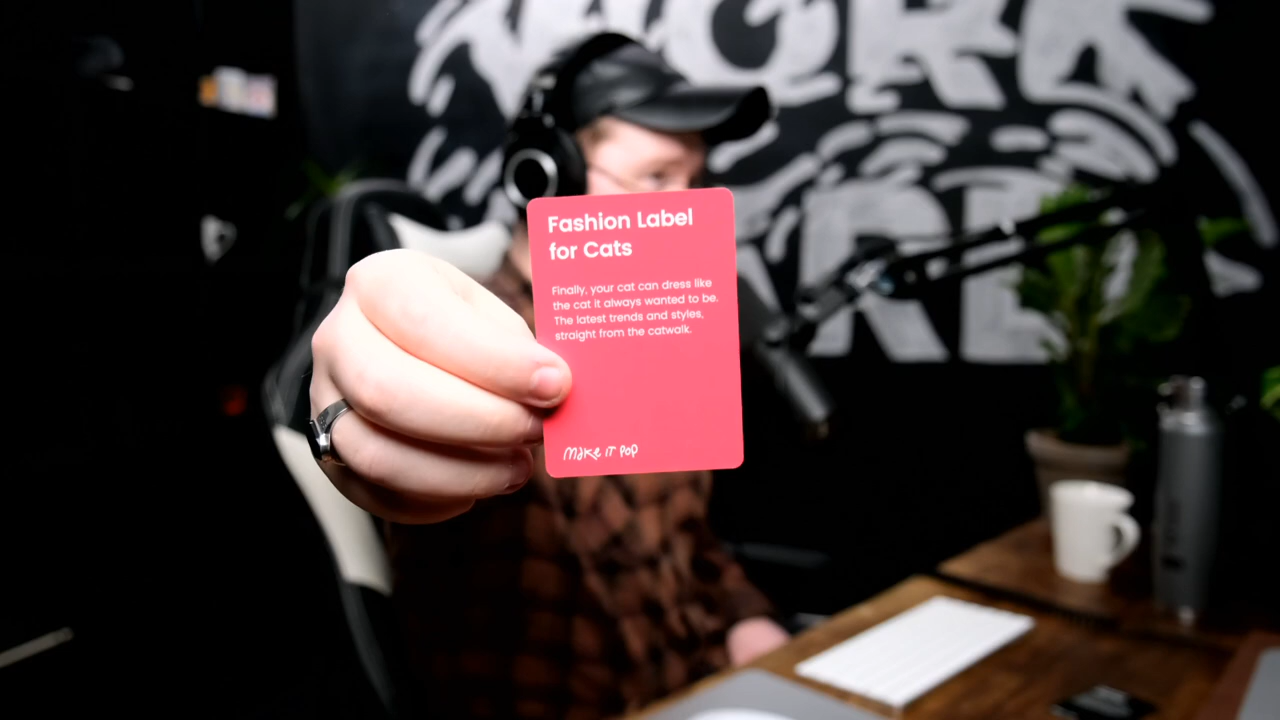 WORK
Fashion Label
for Cats
Finally, your cat can dress like
the cat it always wanted to be.
The latest trends and styles,
straight from the catwalk.
MAKE IT POP